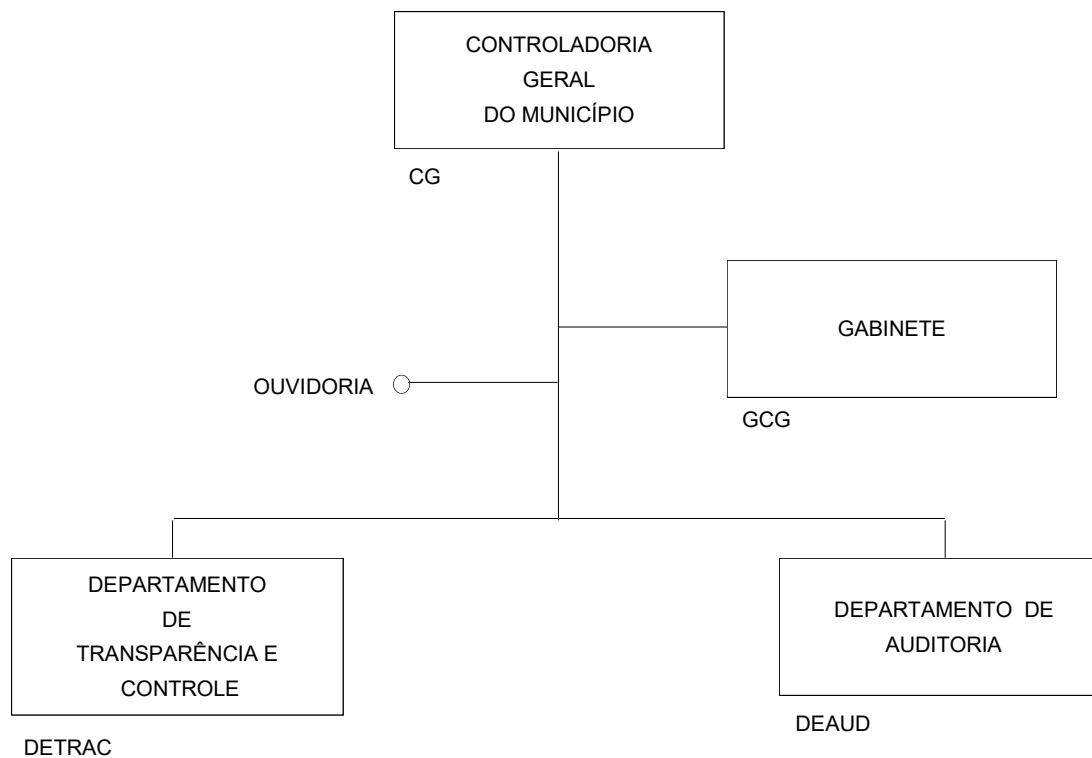 CONTROLADORIA
GERAL
DO MUNICÍPIO
CG
GABINETE
OUVIDORIA
GCG
DEPARTAMENTO
DE
TRANSPARÊNCIA E
CONTROLE
DETRAC
DEPARTAMENTO DE
AUDITORIA
DEAUD